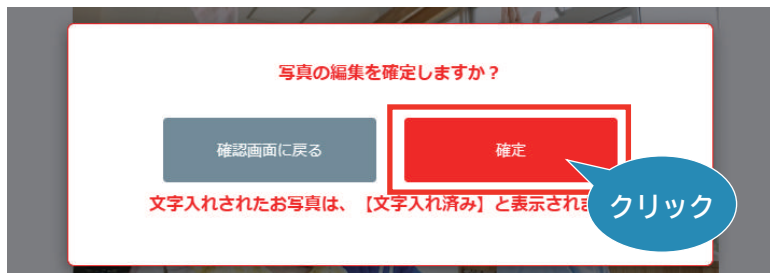 写真の編集を確定しますか？
確認画面に戻る
確定
文字入れされたお写真は、【文字入れ済み】と表示されま
クリック